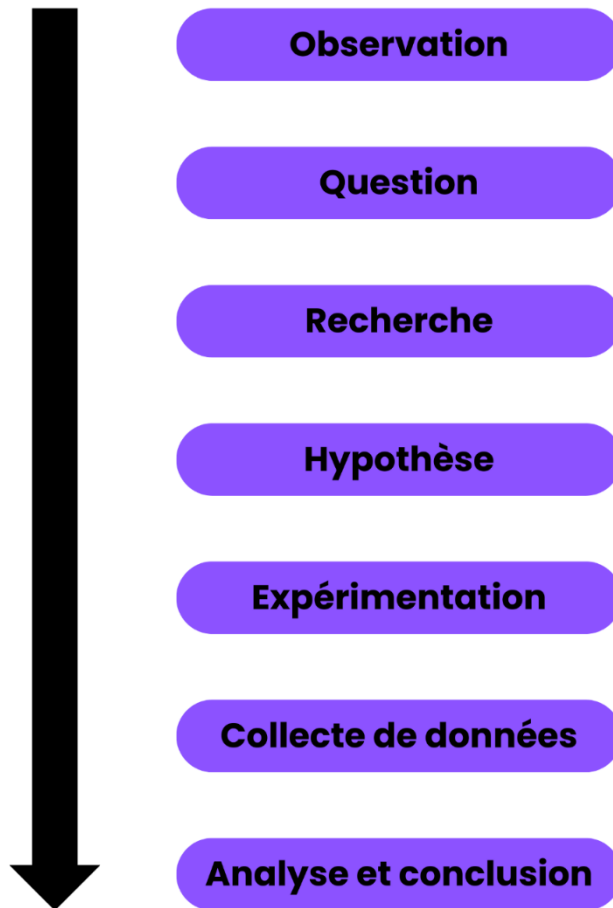 Observation
Question
Recherche
Hypothèse
Expérimentation
Collecte de données
Analyse et conclusion